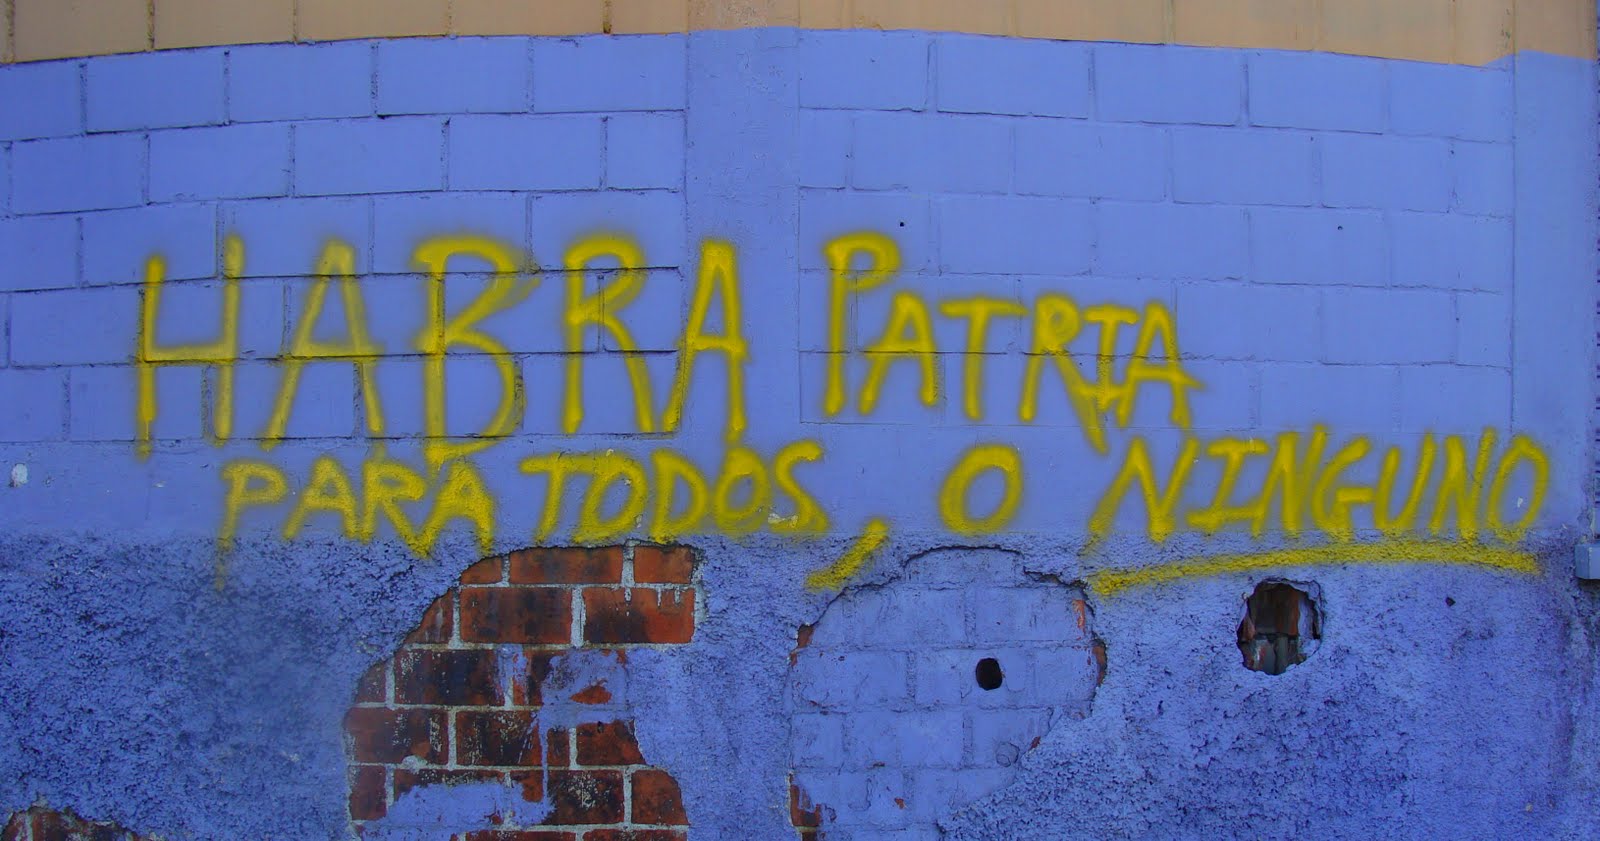 HABRA PATRIA
PARA TODOS, O NINGUNO